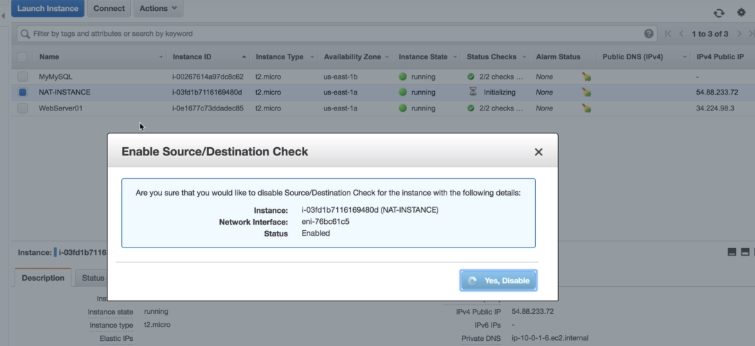 Launch Instance Connect Actions
Filter by tags and attributes or search by keyword 1 to 3 of 3
Name Instance ID Instance Type Availability Zone Instance State Status Checks Alarm Status Public DNS (IPv4) IPv4 Public IP
MyMySQL i-00267614a97dc8c62 t2.micro us-east-1b running 2/2 checks ... None -
NAT-INSTANCE i-03fd1b7116169480d t2.micro us-east-1a running Initializing None 54.88.233.72
WebServer01 i-0e1677c73ddadec85 t2.micro us-east-1a running 2/2 checks ... None 34.224.98.3
Enable Source/Destination Check
Are you sure that you would like to disable Source/Destination Check for the instance with the following details:
Instance: i-03fd1b7116169480d (NAT-INSTANCE)
Network Interface: eni-76bc61c5
Status Enabled
Yes, Disable
Instance: i-03fd1b7116
Description Status
Inst
Instance state running IPv4 Public IP 54.88.233.72
Instance type t2.micro IPv6 IPs -
Elastic IPs Private DNS ip-10-0-1-6.ec2.internal